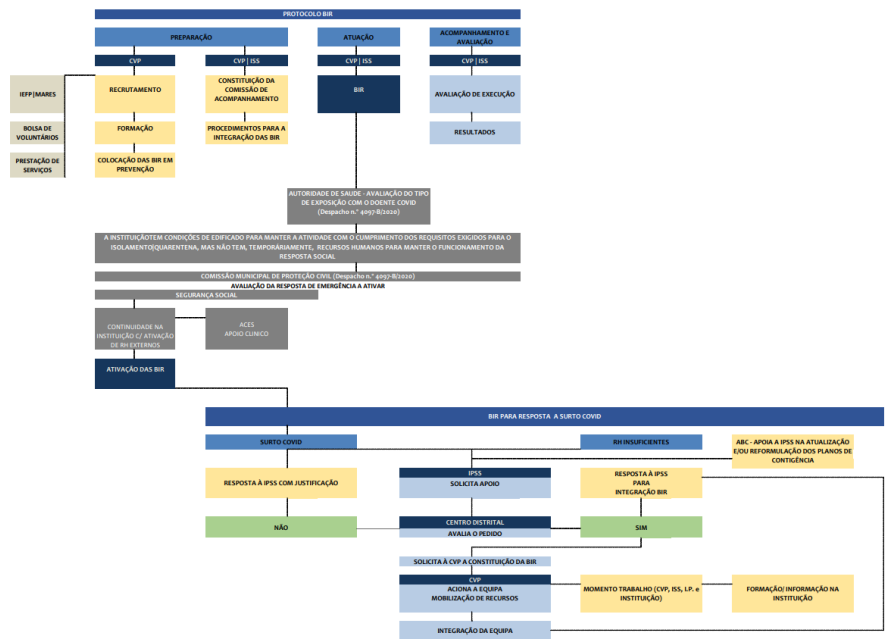 PROTOCOLO BIR
PREPARAÇÃO
ATUAÇÃO
ACOMPANHAMENTO E
AVALIAÇÃO
CVP
CVP| ISS
CVP| ISS
CVP| ISS
IEFP|MARES
RECRUTAMENTO
CONSTITUIÇÃO DA
COMISSÃO DE
ACOMPANHAMENTO
BIR
AVALIAÇÃO DE EXECUÇÃO
BOLSA DE
VOLUNTÁRIOS
FORMAÇÃO
PROCEDIMENTOS PARA A
INTEGRAÇÃO DAS BIR
RESULTADOS
PRESTAÇÃO DE
SERVIÇOS
COLOCAÇÃO DAS BIR EM
PREVENÇÃO
AUTORIDADE DE SAUDE - AVALIAÇÃO DO TIPO
DE EXPOSIÇÃO COM O DOENTE COVID
(Despacho n.º 4097-B/2020)
A INSTITUIÇÃOTEM CONDIÇÕES DE EDIFICADO PARA MANTER A ATIVIDADE COM O CUMPRIMENTO DOS REQUISITOS EXIGIDOS PARA O
ISOLAMENTO|QUARENTENA, MAS NÃO TEM, TEMPORÁRIAMENTE, RECURSOS HUMANOS PARA MANTER O FUNCIONAMENTO DA
RESPOSTA SOCIAL
COMISSÃO MUNICIPAL DE PROTEÇÃO CIVIL (Despacho n.º 4097-B/2020)
AVALIAÇÃO DA RESPOSTA DE EMERGÊNCIA A ATIVAR
SEGURANÇA SOCIAL
CONTINUIDADE NA
INSTITUIÇÃO C/ ATIVAÇÃO
DE RH EXTERNOS
ACES
APOIO CLINICO
ATIVAÇÃO DAS BIR
BIR PARA RESPOSTA A SURTO COVID
SURTO COVID
RH INSUFICIENTES
ABC - APOIA A IPSS NA ATUALIZAÇÃO
E/OU REFORMULAÇÃO DOS PLANOS DE
CONTIGÊNCIA
RESPOSTA À IPSS COM JUSTIFICAÇÃO
IPSS
SOLICITA APOIO
RESPOSTA À IPSS
PARA
INTEGRAÇÃO BIR
NÃO
CENTRO DISTRITAL
AVALIA O PEDIDO
SIM
SOLICITA À CVP A CONSTITUIÇÃO DA BIR
CVP
ACIONA A EQUIPA
MOBILIZAÇÃO DE RECURSOS
MOMENTO TRABALHO (CVP, ISS, I.P. e
INSTITUIÇÃO)
FORMAÇÃO/ INFORMAÇÃO NA
INSTITUIÇÃO
INTEGRAÇÃO DA EQUIPA